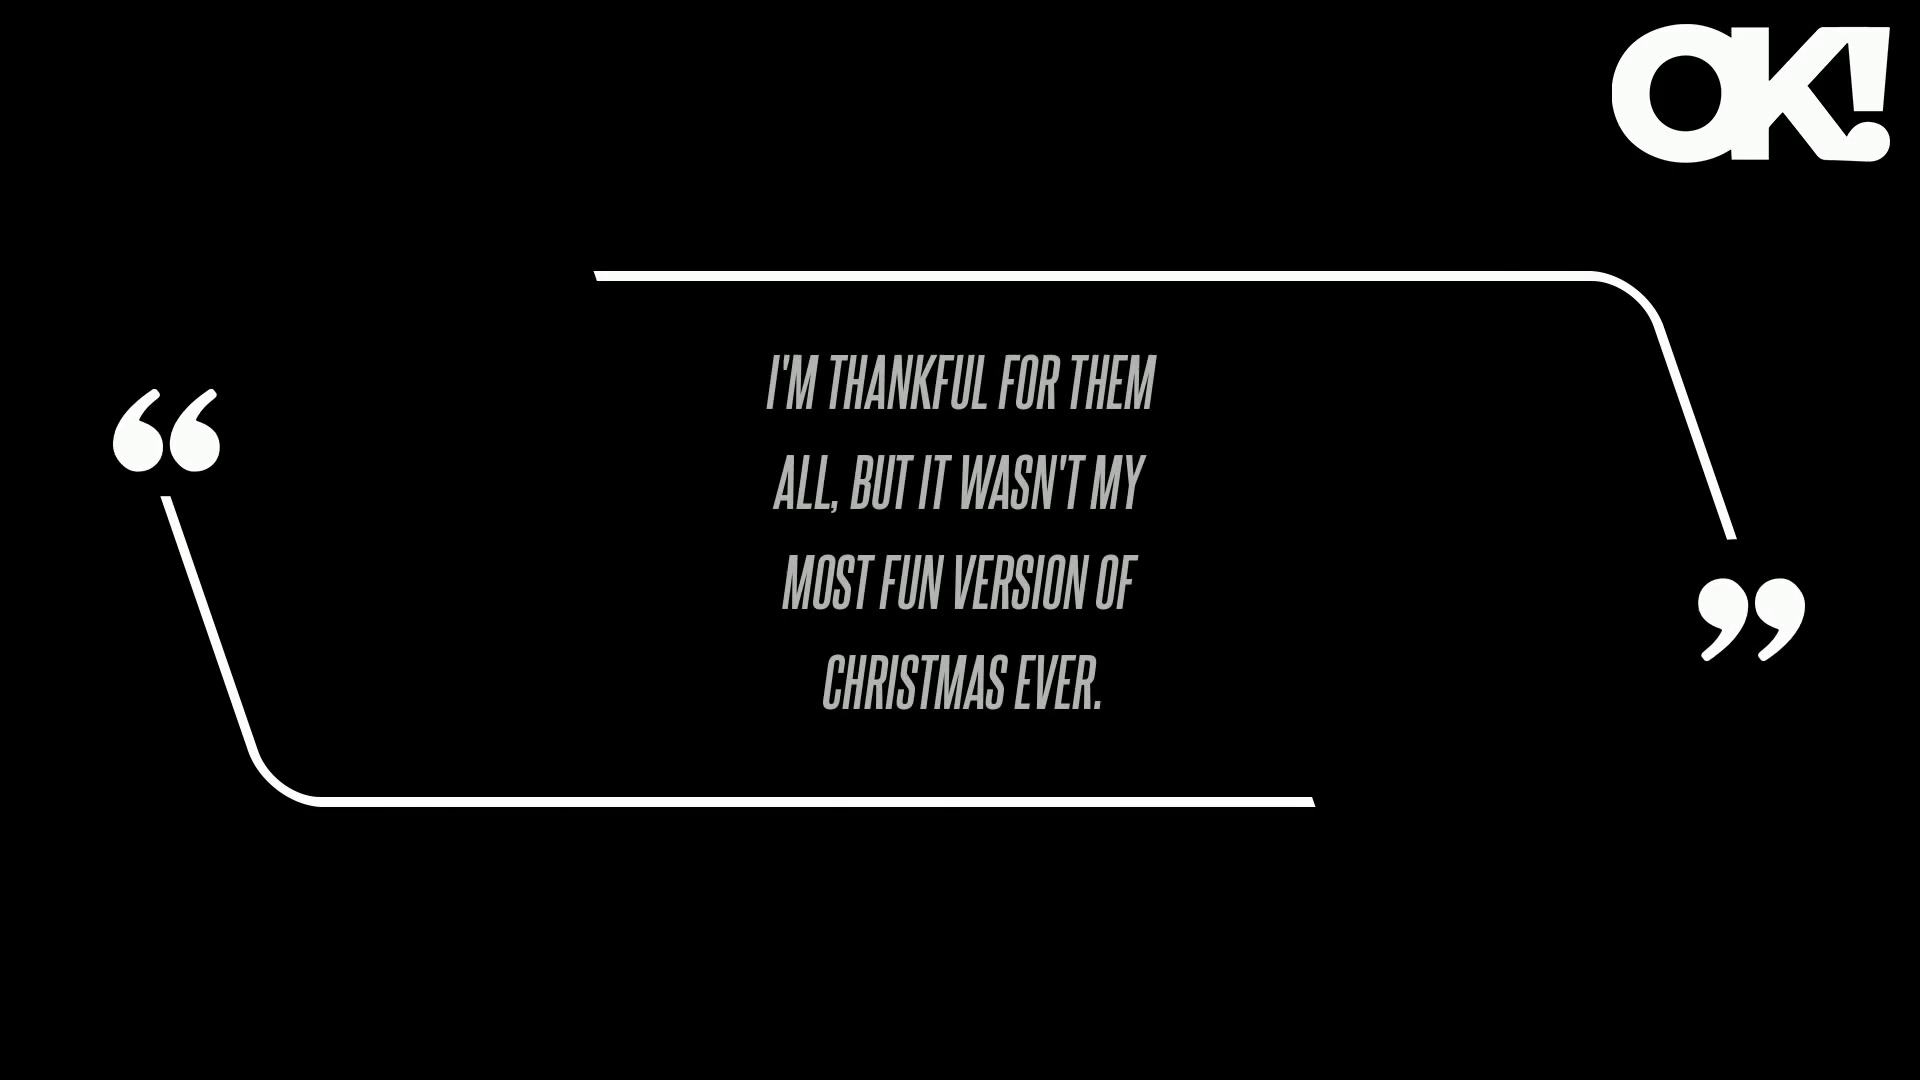 OK!
“
I'M THANKFUL FOR THEM
ALL, BUT IT WASN'T MY
MOST FUN VERSION OF
CHRISTMAS EVER.
”